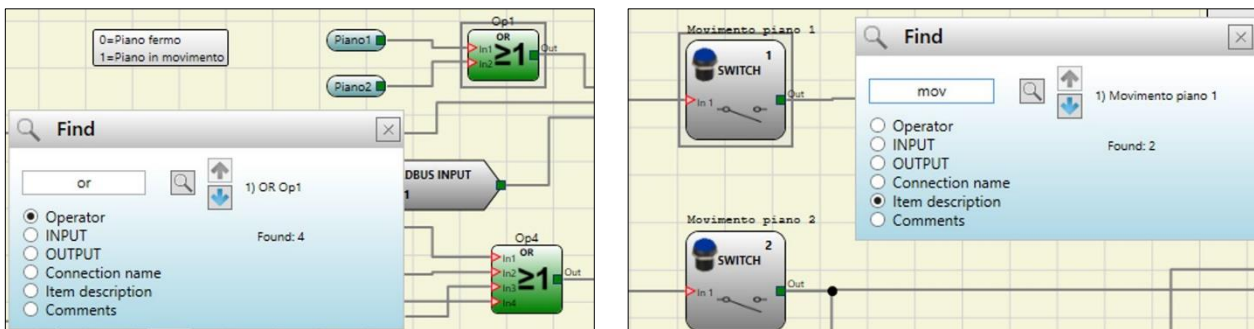 Op1
0=Piano fermo
1=Piano in movimento
Piano1
OR
In1
≥1
Out
In2
Piano2
Find
or
1) OR Op1
Operator
INPUT
Found: 4
OUTPUT
Connection name
Item description
Comments
DBUS INPUT
1
Op4
OR
In1
In2
≥1
Out
In3
In4
Movimento piano 1
1
SWITCH
In 1
Out
Find
mov
1) Movimento piano 1
Operator
INPUT
Found: 2
OUTPUT
Connection name
Item description
Comments
Movimento piano 2
2
SWITCH
In 1
Out